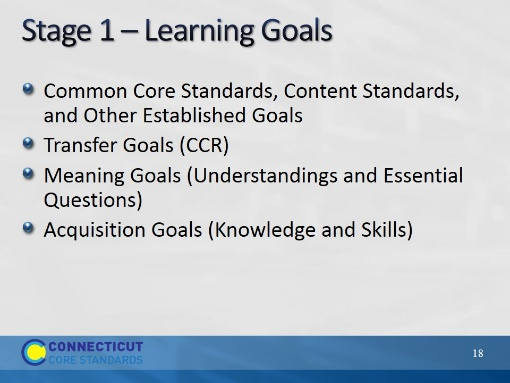 Stage 1 – Learning Goals
Common Core Standards, Content Standards,
and Other Established Goals
Transfer Goals (CCR)
Meaning Goals (Understandings and Essential
Questions)
Acquisition Goals (Knowledge and Skills)
CONNECTICUT
CORE STANDARDS
18